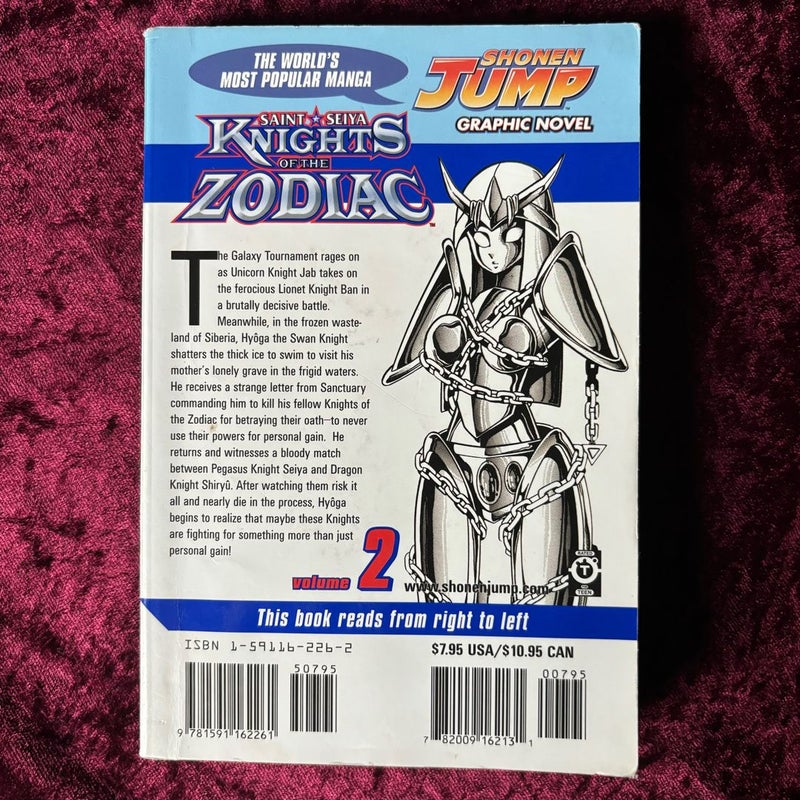 THE WORLD'S
MOST POPULAR MANGA
SHONEN
JUMP
GRAPHIC NOVEL
SAINT SEIYA
KNIGHTS
OF THE
ZODIAC
The Galaxy Tournament rages on
as Unicorn Knight Jab takes on
the ferocious Lionet Knight Ban in
a brutally decisive battle.
Meanwhile, in the frozen waste-
land of Siberia, Hyôga the Swan Knight
shatters the thick ice to swim to visit his
mother's lonely grave in the frigid waters.
He receives a strange letter from Sanctuary
commanding him to kill his fellow Knights of
the Zodiac for betraying their oath—to never
use their powers for personal gain. He
returns and witnesses a bloody match
between Pegasus Knight Seiya and Dragon
Knight Shiryû. After watching them risk it
all and nearly die in the process, Hyôga
begins to realize that maybe these Knights
are fighting for something more than just
personal gain!
volume 2
www.shonenjump.com
RATED
T
TEEN
This book reads from right to left
ISBN 1-59116-226-2
$7.95 USA/$10.95 CAN
50795
9 781591 162261
00795
7 82009 16213 1